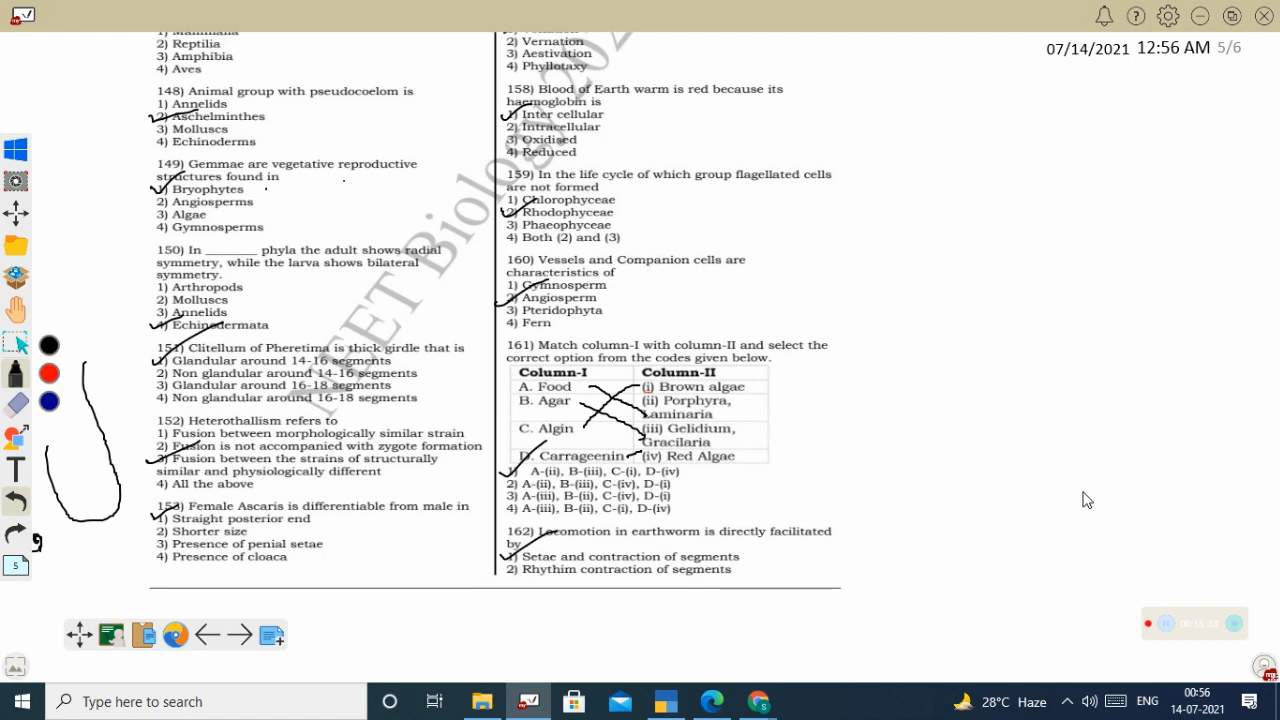 07/14/2021 12:56 AM 5/6
2) Reptilia
3) Amphibia
4) Aves
148) Animal group with pseudocoelom is
1) Annelids
2) Aschelminthes
3) Molluscs
4) Echinoderms
149) Gemmae are vegetative reproductive
structures found in
1) Bryophytes
2) Angiosperms
3) Algae
4) Gymnosperms
150) In _______ phyla the adult shows radial
symmetry, while the larva shows bilateral
symmetry.
1) Arthropods
2) Molluscs
3) Annelids
4) Echinodermata
151) Clitellum of Pheretima is thick girdle that is
1) Glandular around 14-16 segments
2) Non glandular around 14-16 segments
3) Glandular around 16-18 segments
4) Non glandular around 16-18 segments
152) Heterothallism refers to
1) Fusion between morphologically similar strain
2) Fusion is not accompanied with zygote formation
3) Fusion between the strains of structurally
similar and physiologically different
4) All the above
153) Female Ascaris is differentiable from male in
1) Straight posterior end
2) Shorter size
3) Presence of penial setae
4) Presence of cloaca
2) Vernation
3) Aestivation
4) Phyllotaxy
158) Blood of Earth warm is red because its
haemoglobin is
1) Inter cellular
2) Intracellular
3) Oxidised
4) Reduced
159) In the life cycle of which group flagellated cells
are not formed
1) Chlorophyceae
2) Rhodophyceae
3) Phaeophyceae
4) Both (2) and (3)
160) Vessels and Companion cells are
characteristics of
1) Gymnosperm
2) Angiosperm
3) Pteridophyta
4) Fern
161) Match column-I with column-II and select the
correct option from the codes given below.
Column-I Column-II
A. Food (i) Brown algae
B. Agar (ii) Porphyra,
Laminaria
C. Algin (iii) Gelidium,
Gracilaria
D. Carrageenin (iv) Red Algae
1) A-(ii), B-(iii), C-(i), D-(iv)
2) A-(ii), B-(iii), C-(iv), D-(i)
3) A-(iii), B-(ii), C-(iv), D-(i)
4) A-(iii), B-(ii), C-(i), D-(iv)
162) Locomotion in earthworm is directly facilitated
by
1) Setae and contraction of segments
2) Rhythim contraction of segments
NEET Biology 202
5
Type here to search
28°C Haze
ENG
00:56
14-07-2021